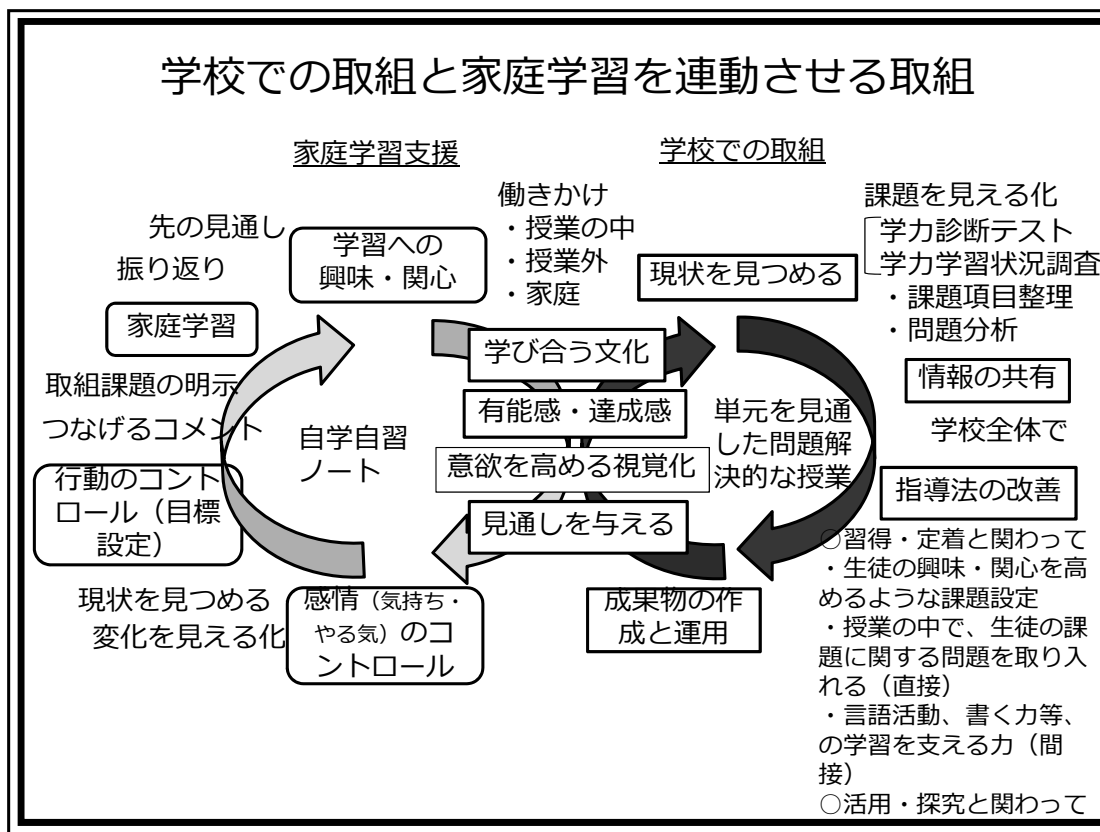 学校での取組と家庭学習を連動させる取組
家庭学習支援
学校での取組
先の見通し
振り返り
学習への
興味・関心
働きかけ
・授業の中
・授業外
・家庭
現状を見つめる
課題を見える化
学力診断テスト
学力学習状況調査
・課題項目整理
・問題分析
家庭学習
学び合う文化
有能感・達成感
意欲を高める視覚化
見通しを与える
取組課題の明示
つなげるコメント
自学自習
ノート
単元を見通
した問題解
決的な授業
情報の共有
学校全体で
行動のコント
ロール（目標
設定）
指導法の改善
現状を見つめる
変化を見える化
感情（気持ち・
やる気）のコ
ントロール
成果物の作
成と運用
○習得・定着と関わって
・生徒の興味・関心を高
めるような課題設定
・授業の中で、生徒の課
題に関する問題を取り入
れる（直接）
・言語活動、書く力等、
の学習を支える力（間
接）
○活用・探究と関わって